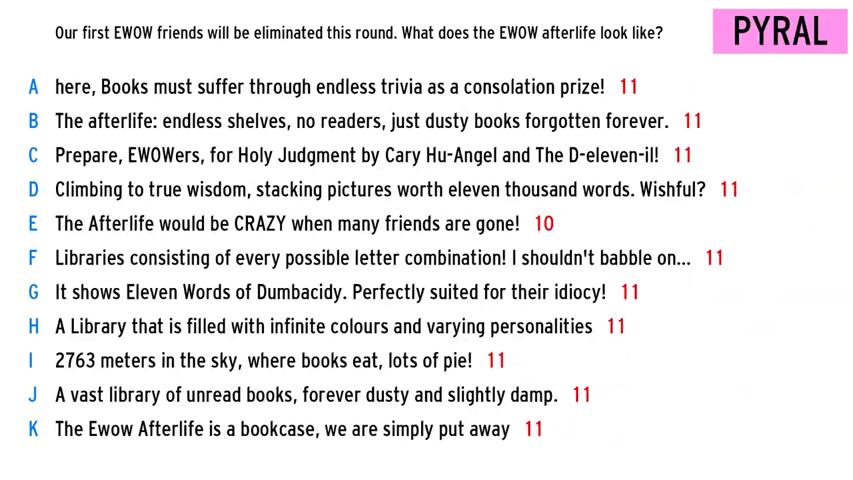 Our first EWOW friends will be eliminated this round. What does the EWOW afterlife look like?
PYRAL
A here, Books must suffer through endless trivia as a consolation prize! 11
B The afterlife: endless shelves, no readers, just dusty books forgotten forever. 11
C Prepare, EWOWers, for Holy Judgment by Cary Hu-Angel and The D-eleven-il! 11
D Climbing to true wisdom, stacking pictures worth eleven thousand words. Wishful? 11
E The Afterlife would be CRAZY when many friends are gone! 10
F Libraries consisting of every possible letter combination! I shouldn't babble on... 11
G It shows Eleven Words of Dumbacidy. Perfectly suited for their idiocy! 11
H A Library that is filled with infinite colours and varying personalities 11
I 2763 meters in the sky, where books eat, lots of pie! 11
J A vast library of unread books, forever dusty and slightly damp. 11
K The Ewow Afterlife is a bookcase, we are simply put away 11